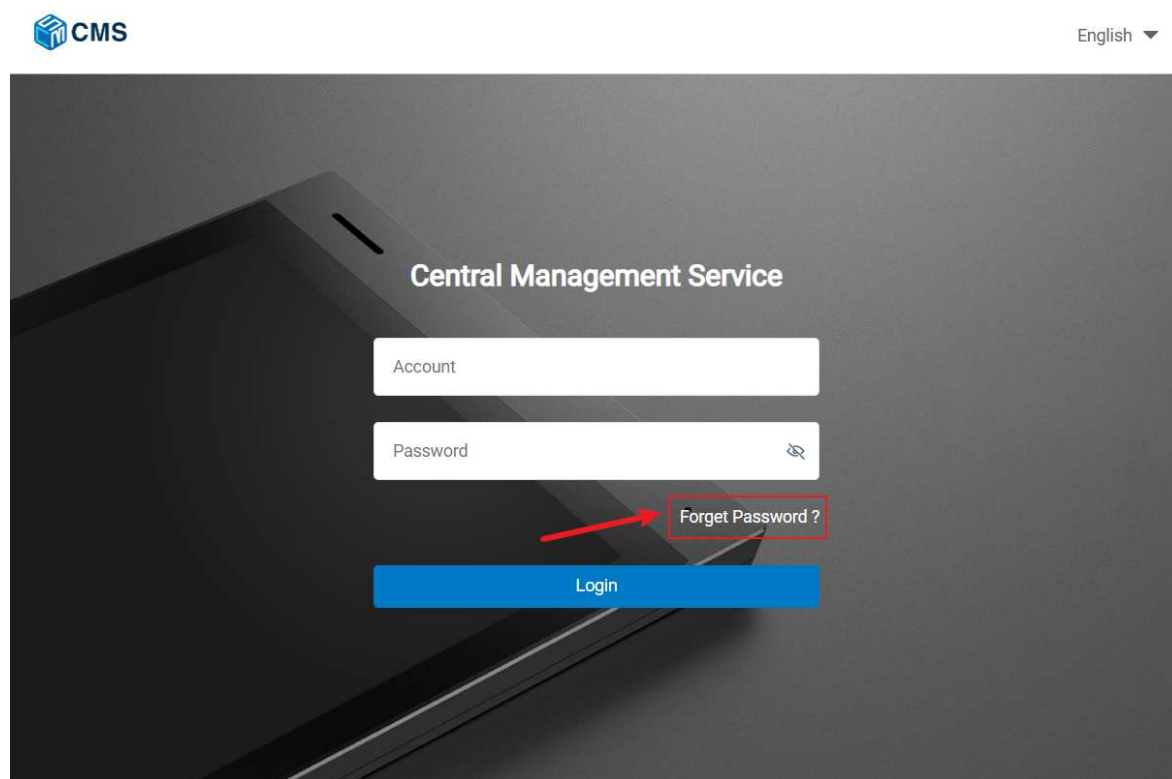 CMS
English
Central Management Service
Account
Password
Forget Password ?
Login